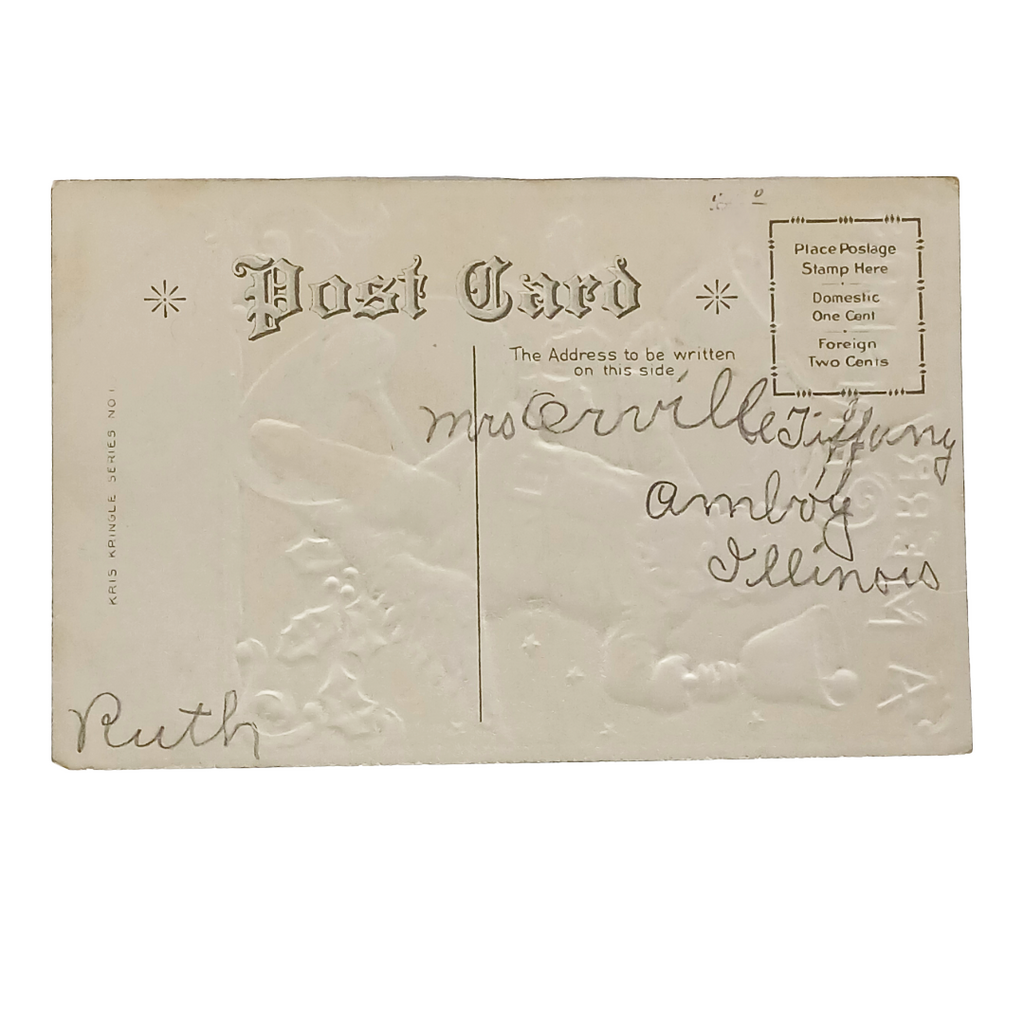 Post Card
Place Postage
Stamp Here
Domestic
One Cent
Foreign
Two Cents
The Address to be written
on this side
Mrs Orville Tiffany
Amboy
Illinois
KRIS KRINGLE SERIES NO 1
Ruth
A MERR